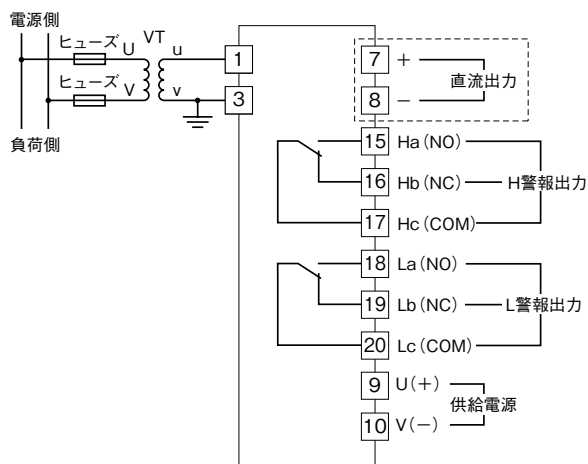 電源側
ヒューズ U VT u
ヒューズ V v
負荷側
1
3
7 +
8 −
直流出力
15 Ha(NO)
16 Hb(NC) H警報出力
17 Hc(COM)
18 La(NO)
19 Lb(NC) L警報出力
20 Lc(COM)
9 U(+)
供給電源
10 V(−)